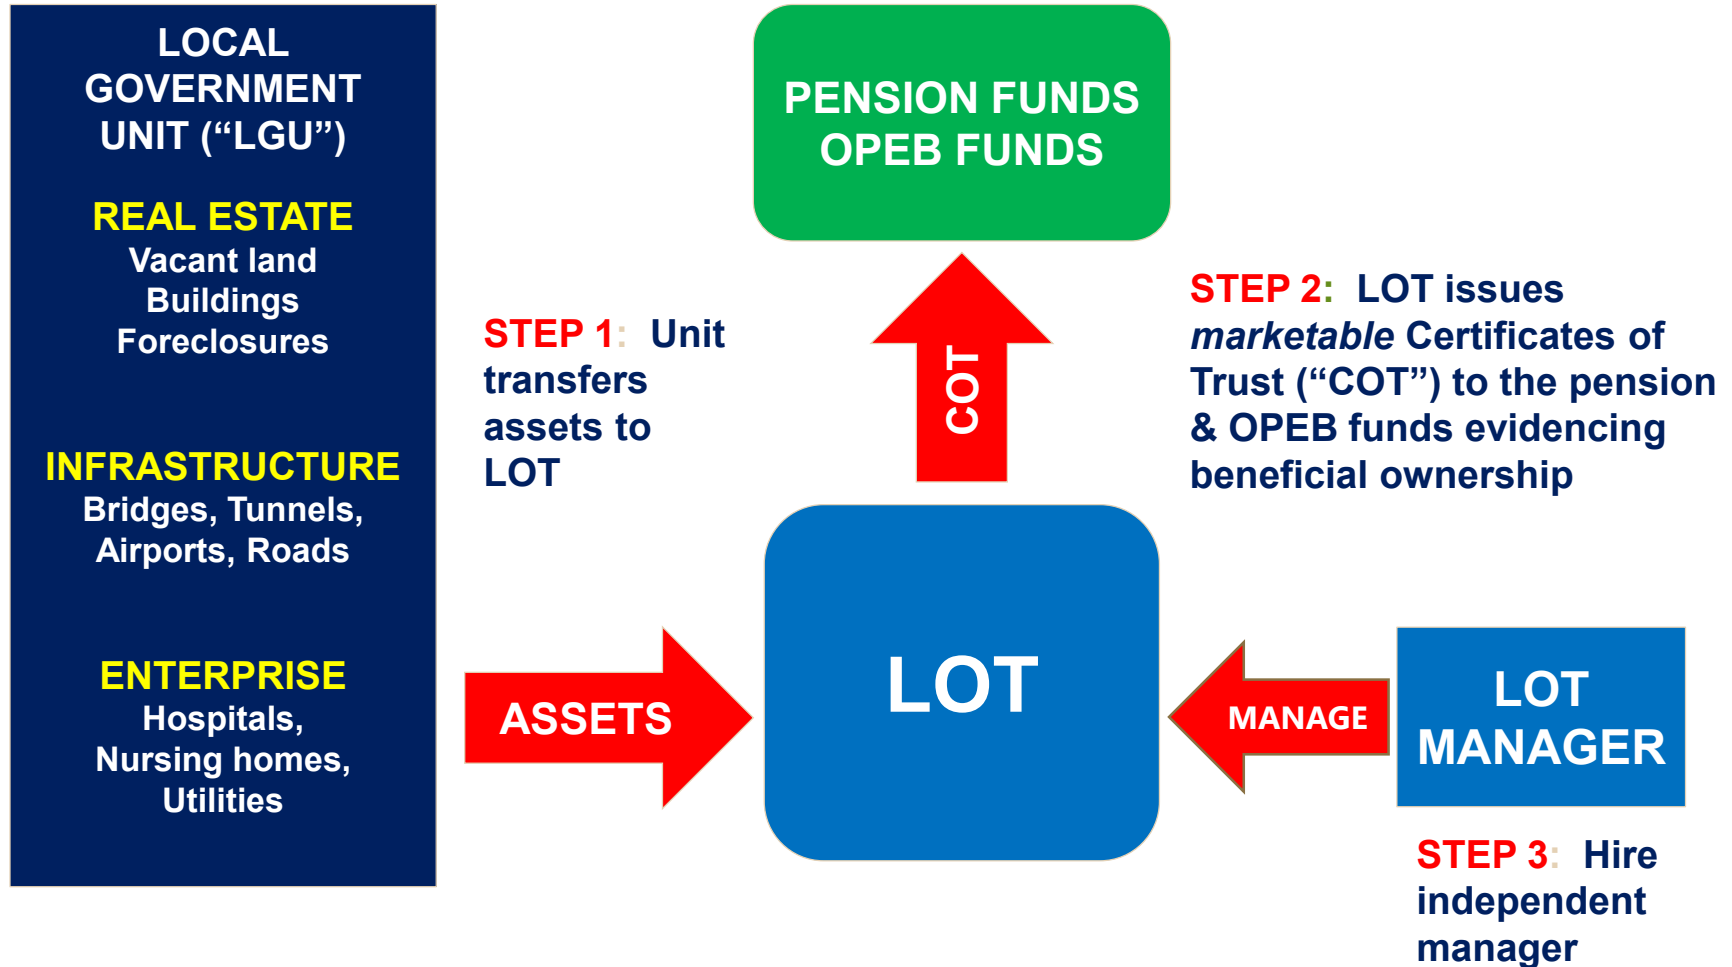 LOCAL
GOVERNMENT
UNIT (“LGU”)
REAL ESTATE
Vacant land
Buildings
Foreclosures
INFRASTRUCTURE
Bridges, Tunnels,
Airports, Roads
ENTERPRISE
Hospitals,
Nursing homes,
Utilities
STEP 1: Unit
transfers
assets to
LOT
ASSETS
PENSION FUNDS
OPEB FUNDS
COT
LOT
STEP 2: LOT issues
marketable Certificates of
Trust (“COT”) to the pension
& OPEB funds evidencing
beneficial ownership
MANAGE
LOT
MANAGER
STEP 3: Hire
independent
manager